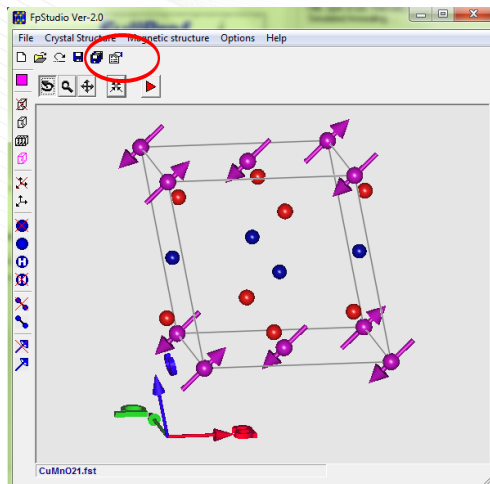 FpStudio Ver-2.0
File Crystal Structure Magnetic structure Options Help
CuMnO21.fst